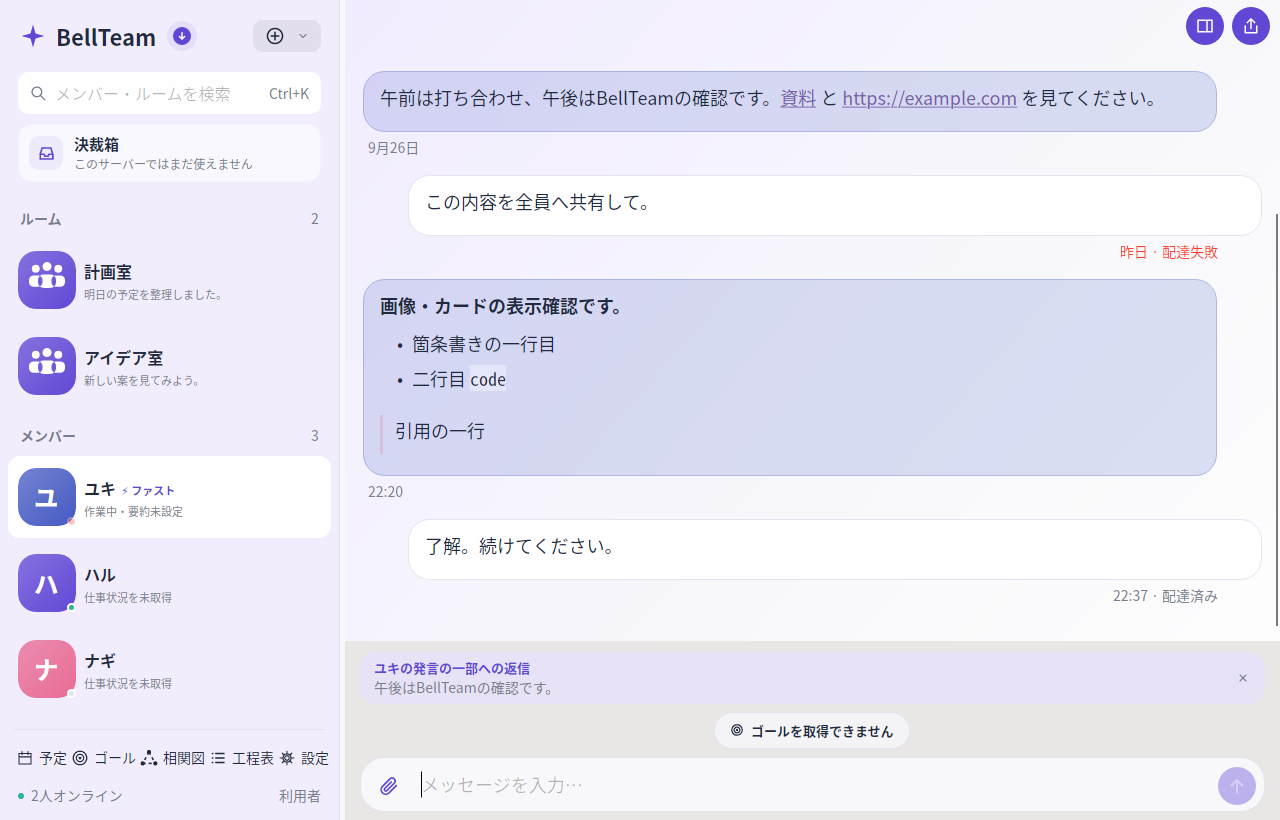 BellTeam
メンバー・ルームを検索 Ctrl+K
決裁箱
このサーバーではまだ使えません
ルーム 2
計画室
明日の予定を整理しました。
アイデア室
新しい案を見てみよう。
メンバー 3
ユ
ユキ ⚡ファスト
作業中・要約未設定
ハ
ハル
仕事状況を未取得
ナ
ナギ
仕事状況を未取得
予定 ゴール 相関図 工程表 設定
2人オンライン 利用者
午前は打ち合わせ、午後はBellTeamの確認です。資料 と https://example.com を見てください。
9月26日
この内容を全員へ共有して。
昨日 · 配達失敗
画像・カードの表示確認です。
• 箇条書きの一行目
• 二行目 code
引用の一行
22:20
了解。続けてください。
22:37 · 配達済み
ユキの発言の一部への返信
午後はBellTeamの確認です。
×
ゴールを取得できません
メッセージを入力…